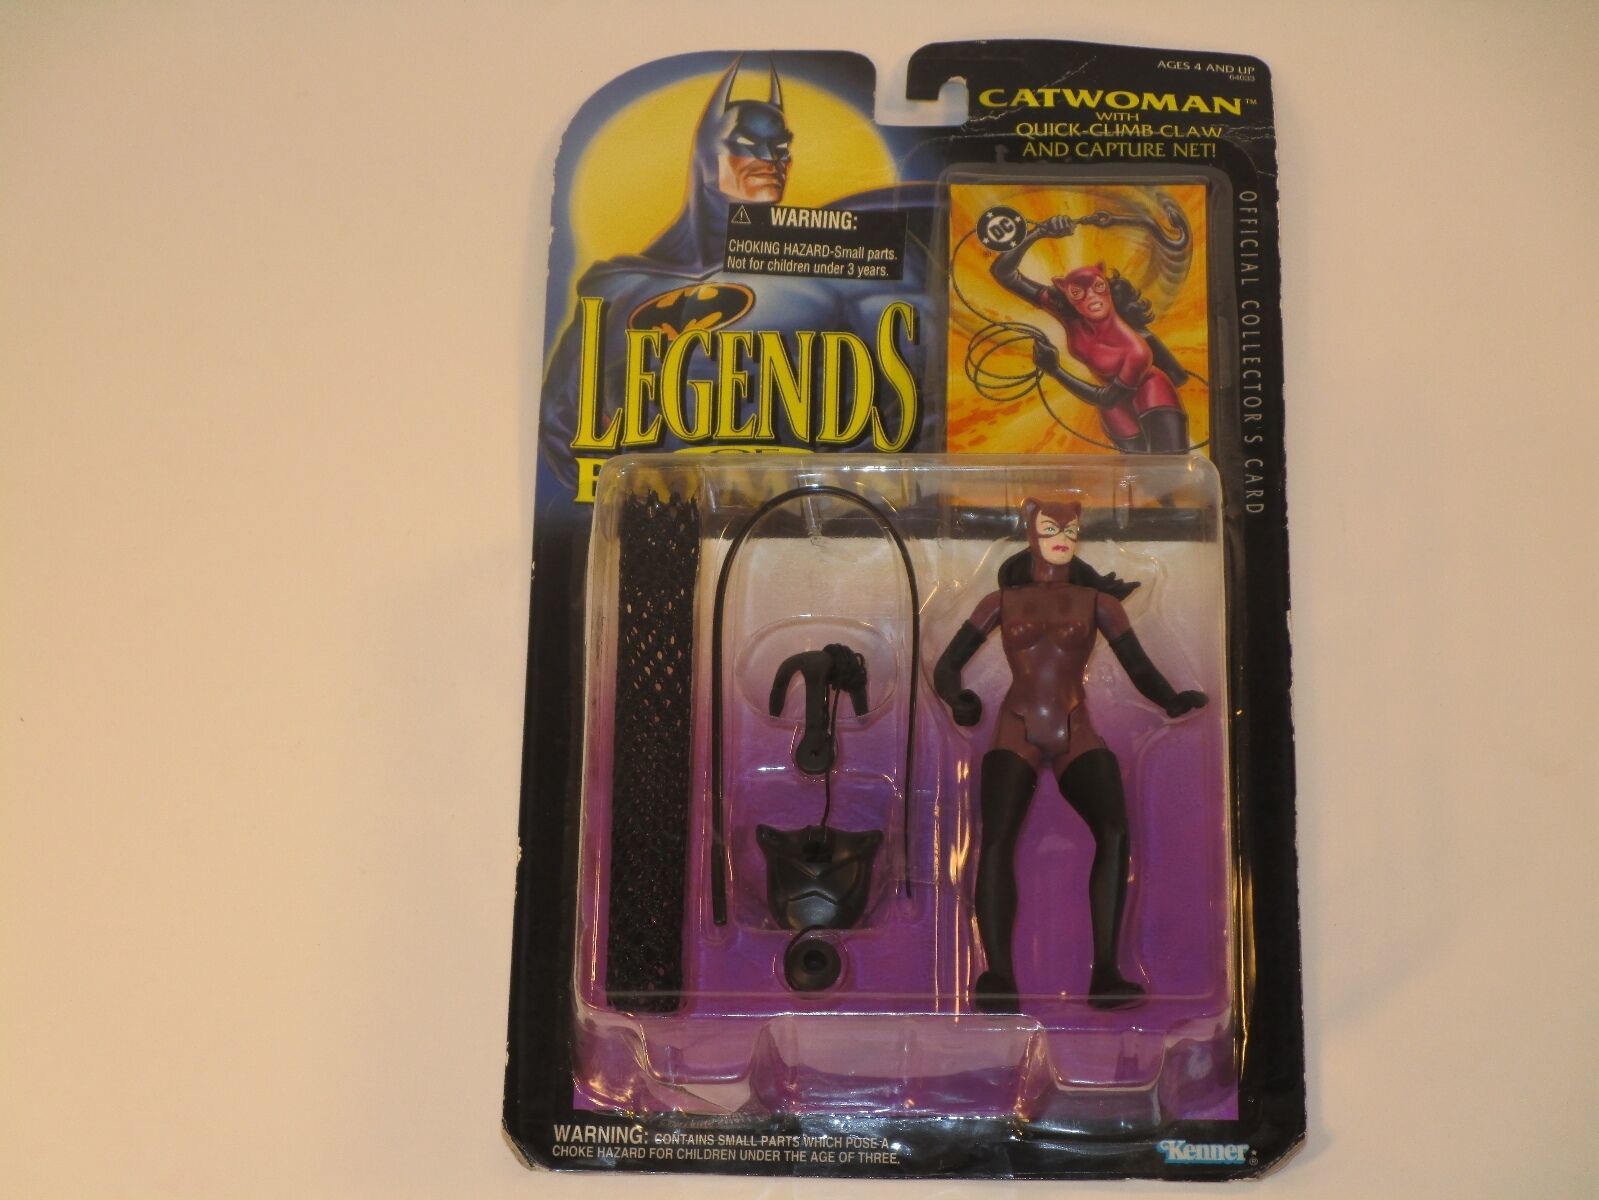 AGES 4 AND UP
64033
CATWOMAN™
WITH
QUICK-CLIMB CLAW
AND CAPTURE NET!
WARNING:
CHOKING HAZARD-Small parts.
Not for children under 3 years.
DC
LEGENDS
OF
OFFICIAL COLLECTOR'S CARD
WARNING: CONTAINS SMALL PARTS WHICH POSE A
CHOKE HAZARD FOR CHILDREN UNDER THE AGE OF THREE.
Kenner®